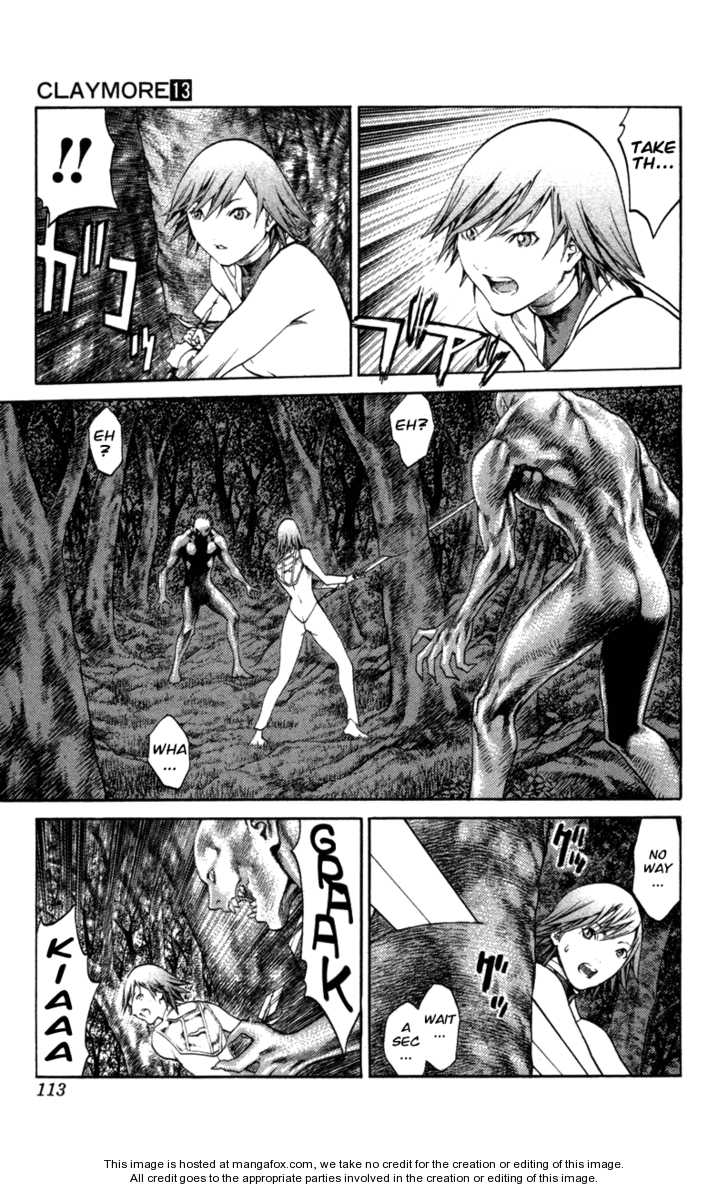 CLAYMORE 13
TAKE
TH...
ブアッ
!!
ガゴッ
EH?
EH
?
WHA
...
NO
WAY
...
グッ
グッ
WAIT
...
A
SEC
...
GRAAK
KIAAA
113
This image is hosted at mangafox.com, we take no credit for the creation or editing of this image.
All credit goes to the appropriate parties involved in the creation or editing of this image.